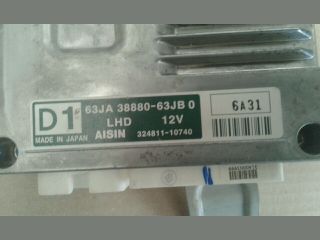 D1 63JA 38880-63JB 0
LHD 12V
MADE IN JAPAN AISIN 324811-10740
6A31